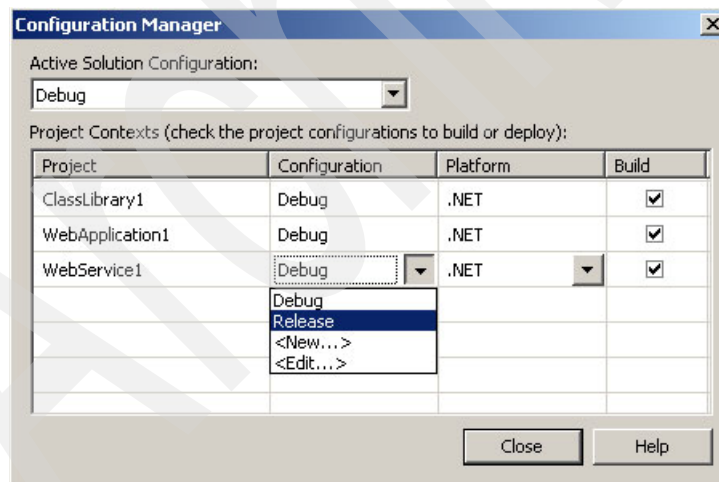 Configuration Manager
Active Solution Configuration:
Debug
Project Contexts (check the project configurations to build or deploy):
Project Configuration Platform Build
ClassLibrary1 Debug .NET
WebApplication1 Debug .NET
WebService1 Debug .NET
Debug
Release
<New...>
<Edit...>
Close Help